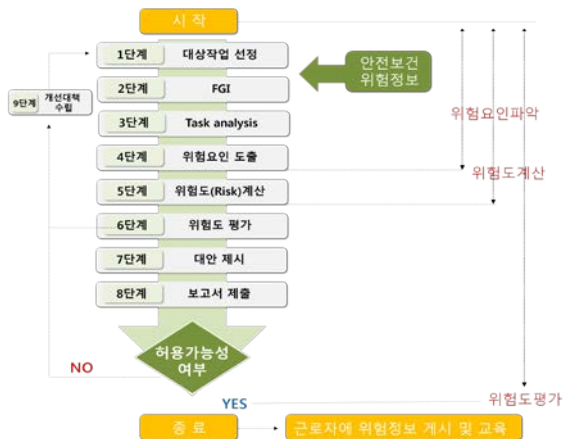 시 작
1단계 대상작업 선정
안전보건
위험정보
2단계 FGI
9단계 개선대책
수립
3단계 Task analysis
위험요인파악
4단계 위험요인 도출
위험도계산
5단계 위험도(Risk)계산
6단계 위험도 평가
7단계 대안 제시
8단계 보고서 제출
허용가능성
여부
NO
YES
위험도평가
종 료
근로자에 위험정보 게시 및 교육